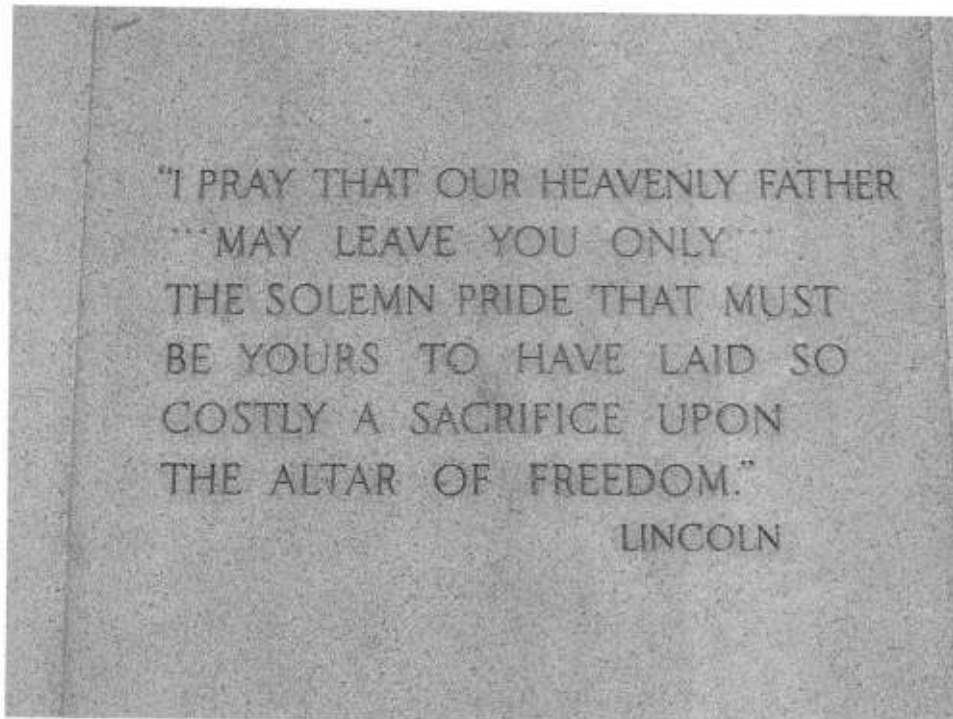 "I PRAY THAT OUR HEAVENLY FATHER
···MAY LEAVE YOU ONLY···
THE SOLEMN PRIDE THAT MUST
BE YOURS TO HAVE LAID SO
COSTLY A SACRIFICE UPON
THE ALTAR OF FREEDOM."
LINCOLN